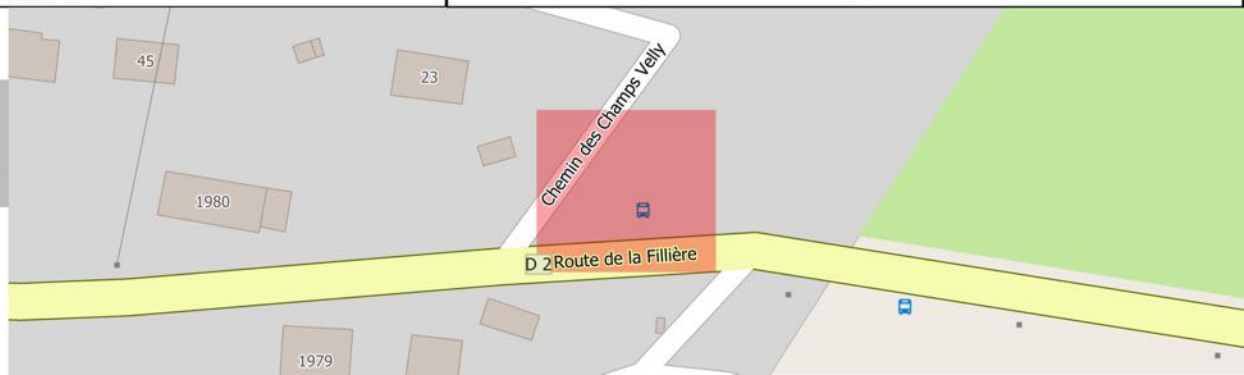 45
23
Chemin des Champs Velly
1980
D 2
Route de la Fillière
1979